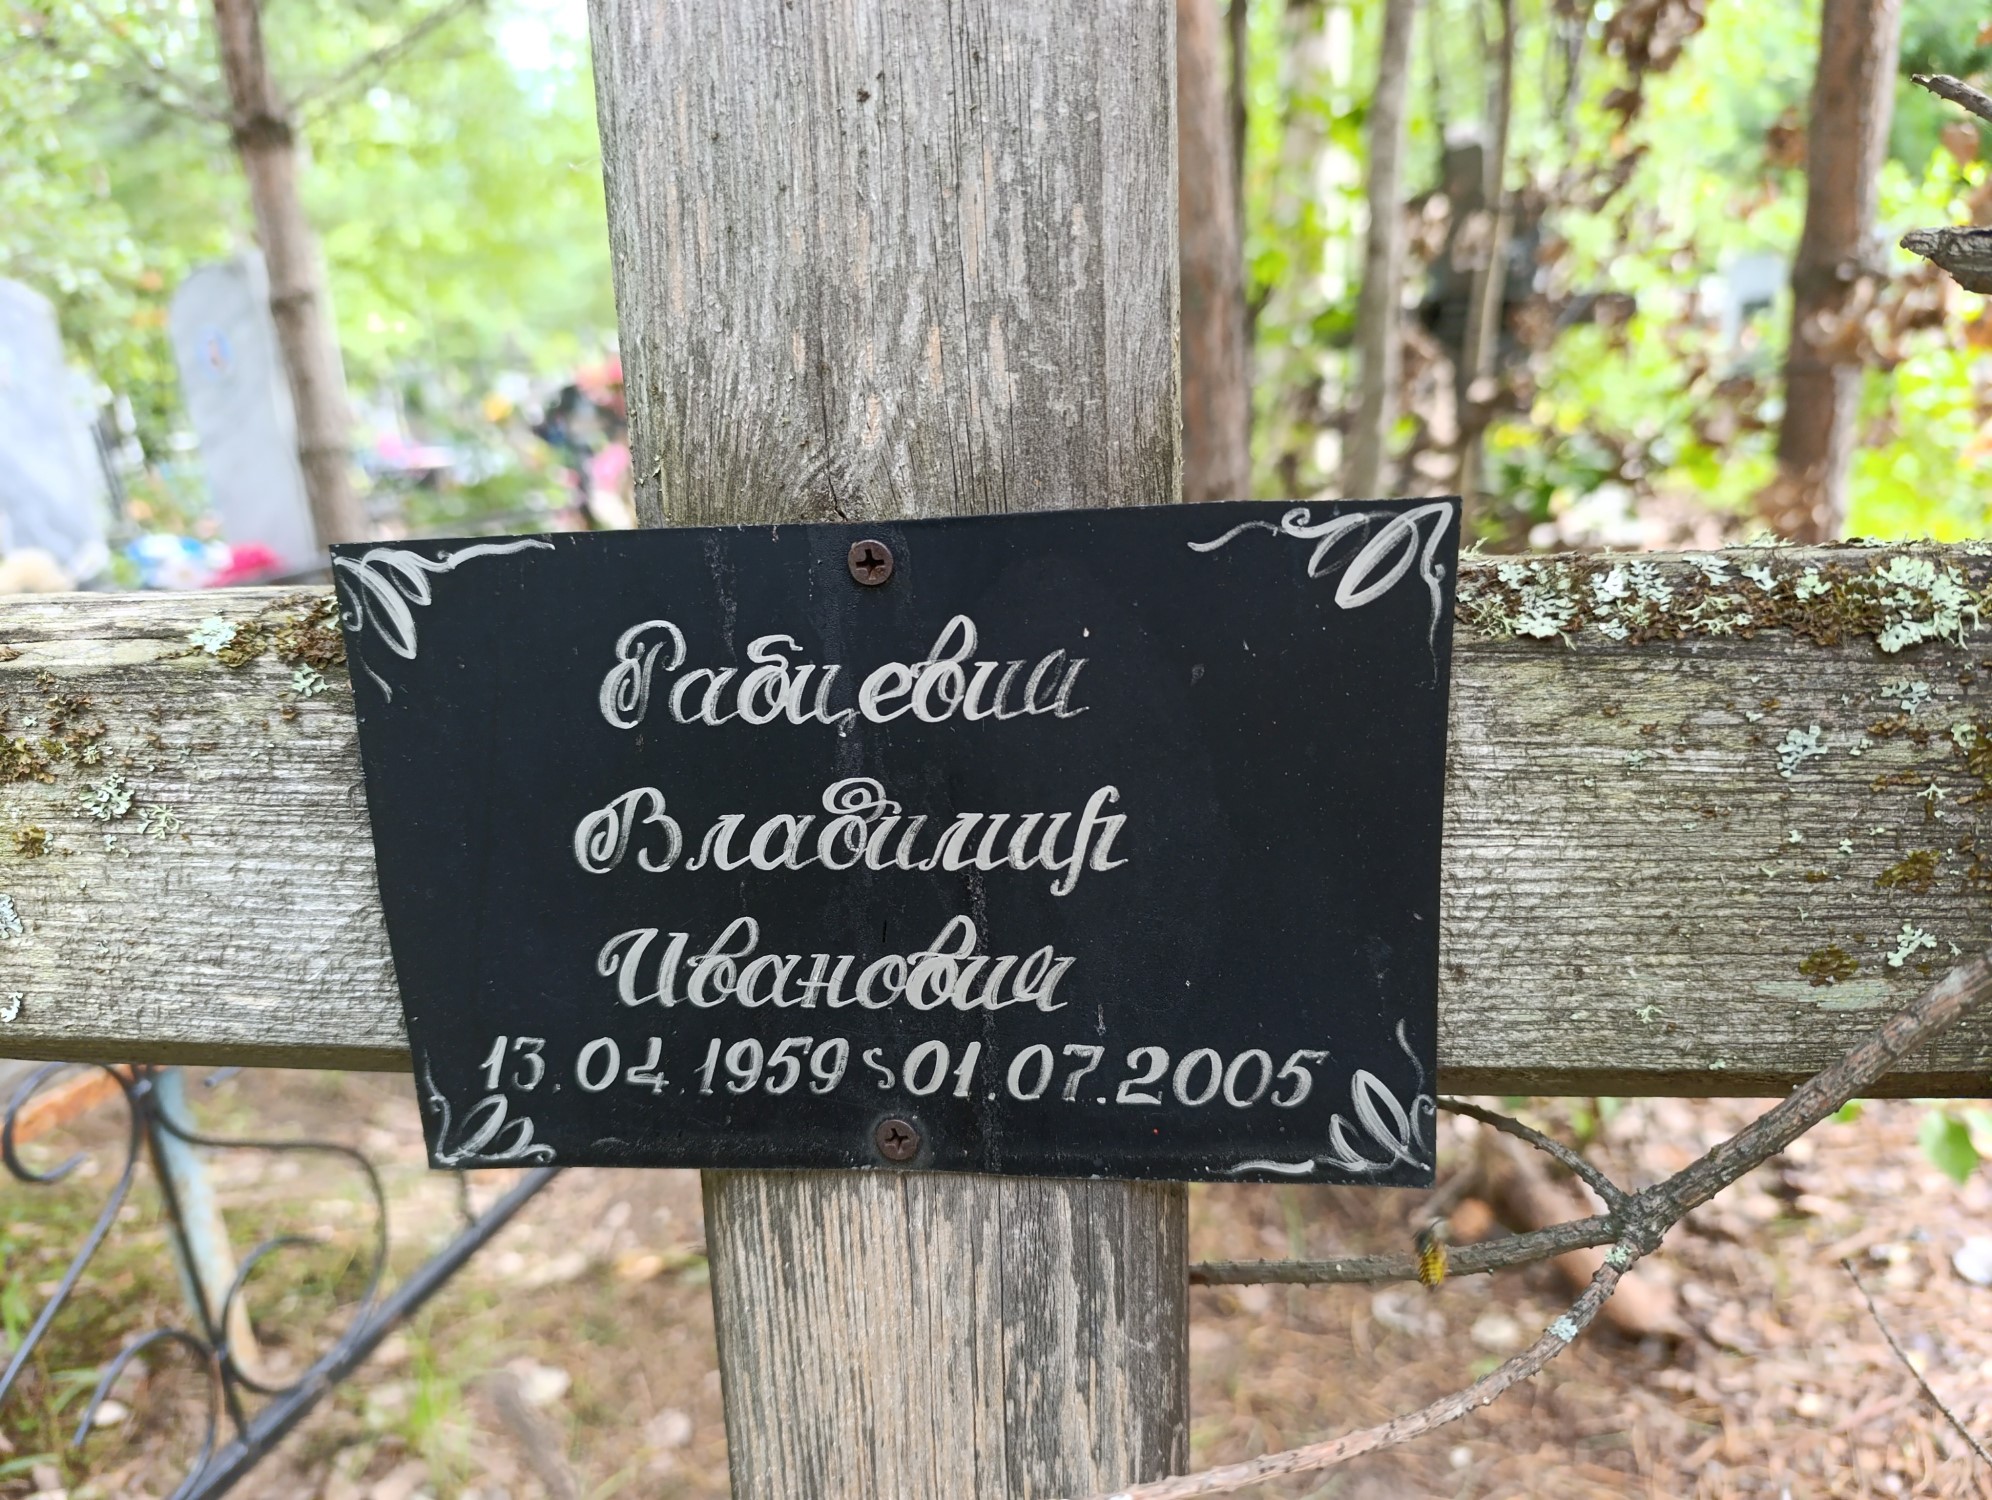 Рабцевич
Владимир
Иванович
13.04.1959 s 01.07.2005